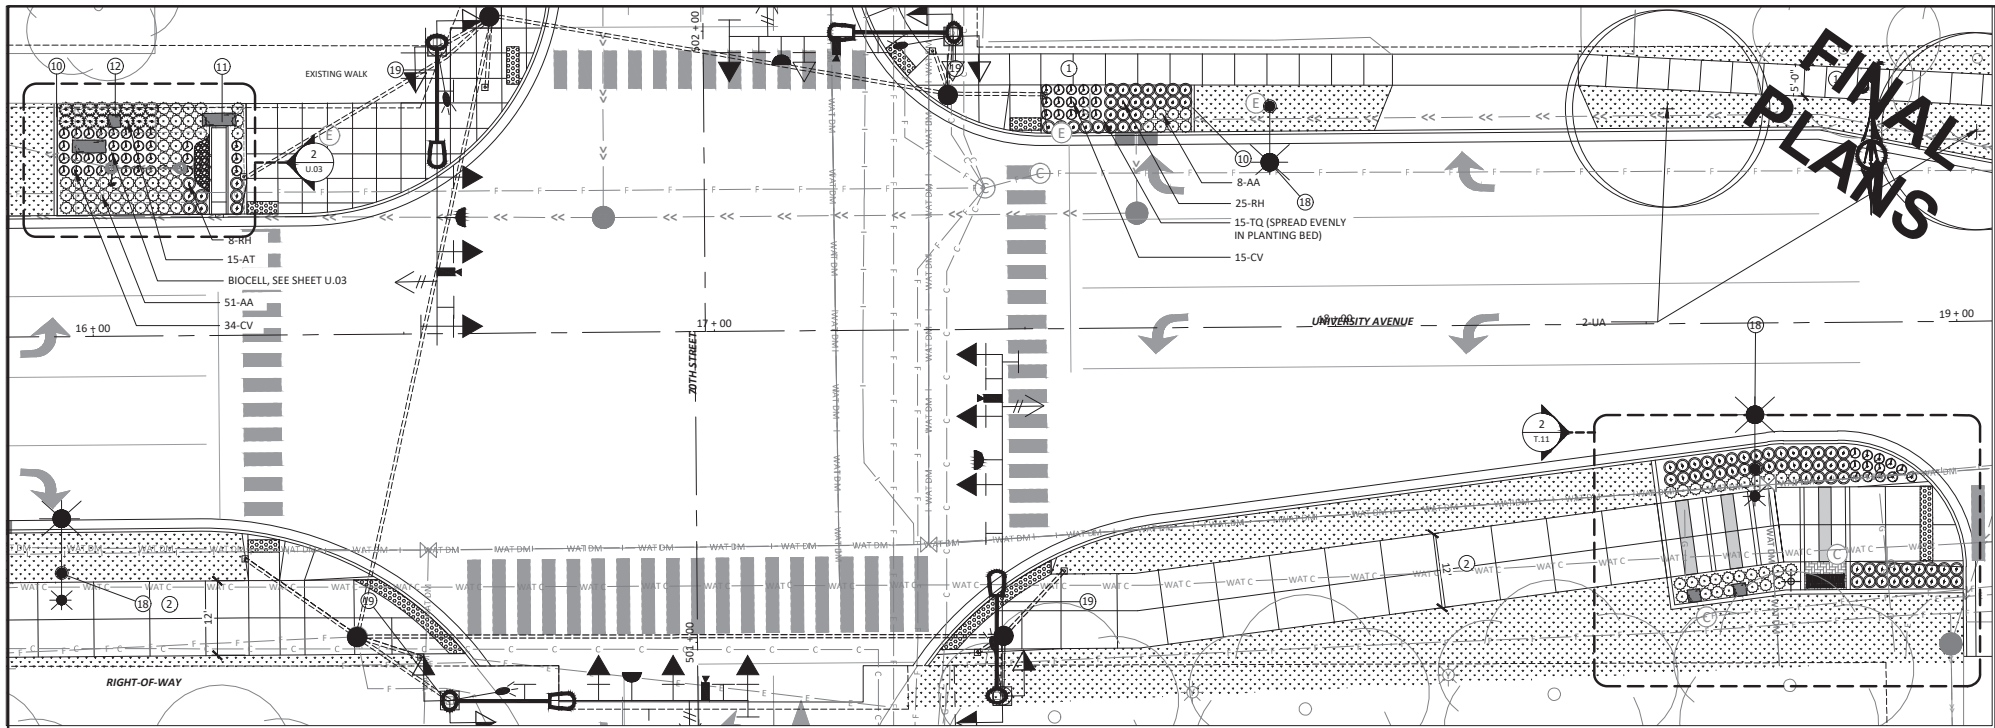 502 + 00
FINAL
PLANS
10
12
11
EXISTING WALK
19
19
1
5'-0"
E
E
E
2
U.03
10
C
C
8-AA
18
25-RH
15-TQ (SPREAD EVENLY
IN PLANTING BED)
15-CV
8-RH
15-AT
BIOCELL, SEE SHEET U.03
51-AA
34-CV
16 + 00
17 + 00
UNIVERSITY AVENUE
2-UA
18
19 + 00
20TH STREET
2
T.11
12'
2
C
18
2
19
19
12'
C
501 + 00
RIGHT-OF-WAY